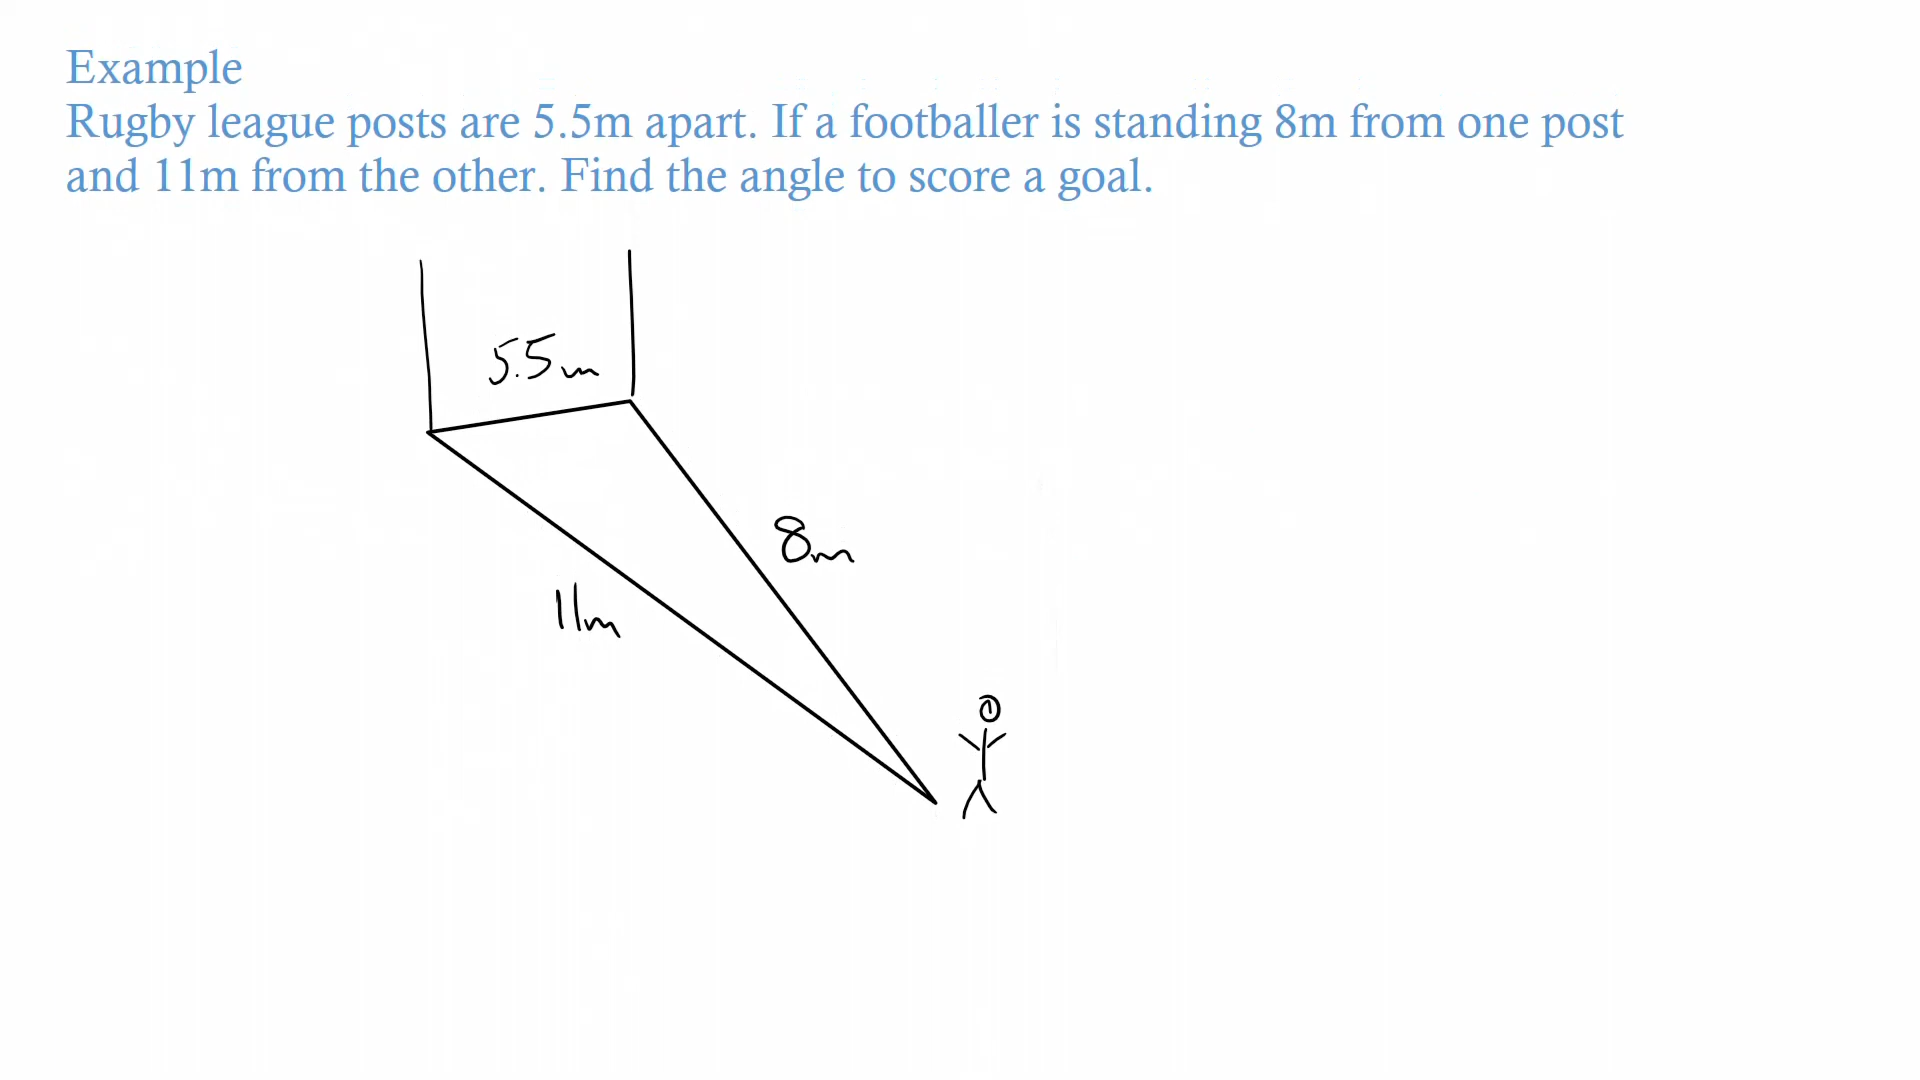 Example
Rugby league posts are 5.5m apart. If a footballer is standing 8m from one post
and 11m from the other. Find the angle to score a goal.
5.5m
8m
11m